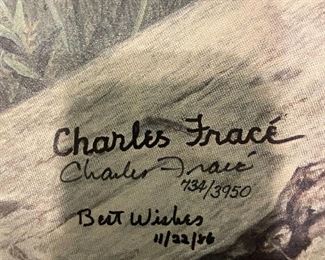 Charles Fracé
Charles Fracé
734/3950
Best Wishes
11/22/86